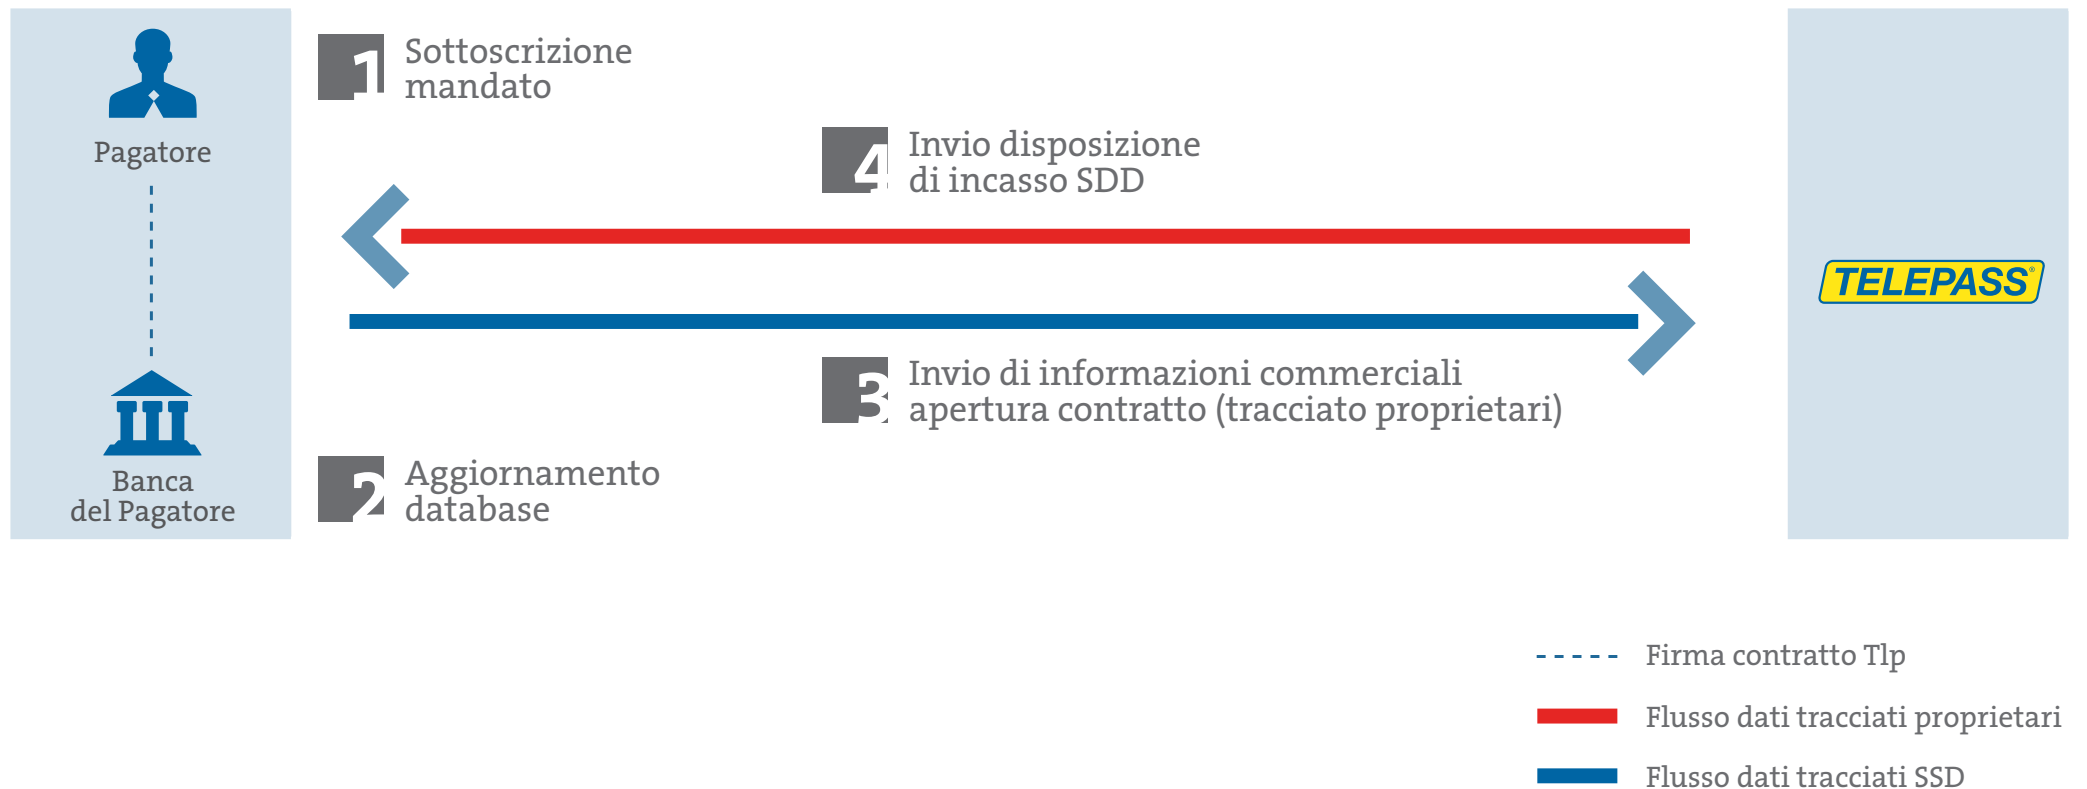 Pagatore
Banca
del Pagatore
1
Sottoscrizione
mandato
2
Aggiornamento
database
4
Invio disposizione
di incasso SDD
3
Invio di informazioni commerciali
apertura contratto (tracciato proprietari)
TELEPASS®
Firma contratto Tlp
Flusso dati tracciati proprietari
Flusso dati tracciati SSD